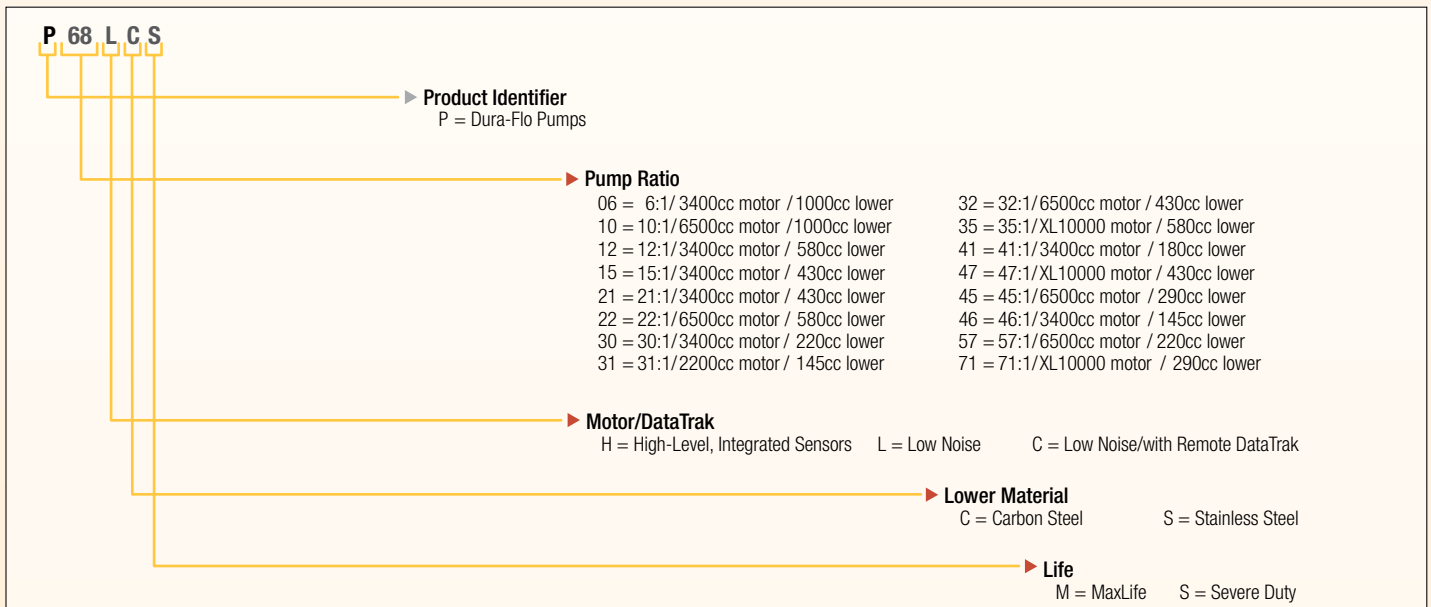 P 68 L C S
Product Identifier
P = Dura-Flo Pumps
Pump Ratio
06 = 6:1/ 3400cc motor / 1000cc lower
10 = 10:1/6500cc motor /1000cc lower
12 = 12:1/3400cc motor / 580cc lower
15 = 15:1/3400cc motor / 430cc lower
21 = 21:1/3400cc motor / 430cc lower
22 = 22:1/6500cc motor / 580cc lower
30 = 30:1/3400cc motor / 220cc lower
31 = 31:1/2200cc motor / 145cc lower
32 = 32:1/6500cc motor / 430cc lower
35 = 35:1/XL10000 motor / 580cc lower
41 = 41:1/3400cc motor / 180cc lower
47 = 47:1/XL10000 motor / 430cc lower
45 = 45:1/6500cc motor / 290cc lower
46 = 46:1/3400cc motor / 145cc lower
57 = 57:1/6500cc motor / 220cc lower
71 = 71:1/XL10000 motor / 290cc lower
Motor/DataTrak
H = High-Level, Integrated Sensors L = Low Noise C = Low Noise/with Remote DataTrak
Lower Material
C = Carbon Steel S = Stainless Steel
Life
M = MaxLife S = Severe Duty